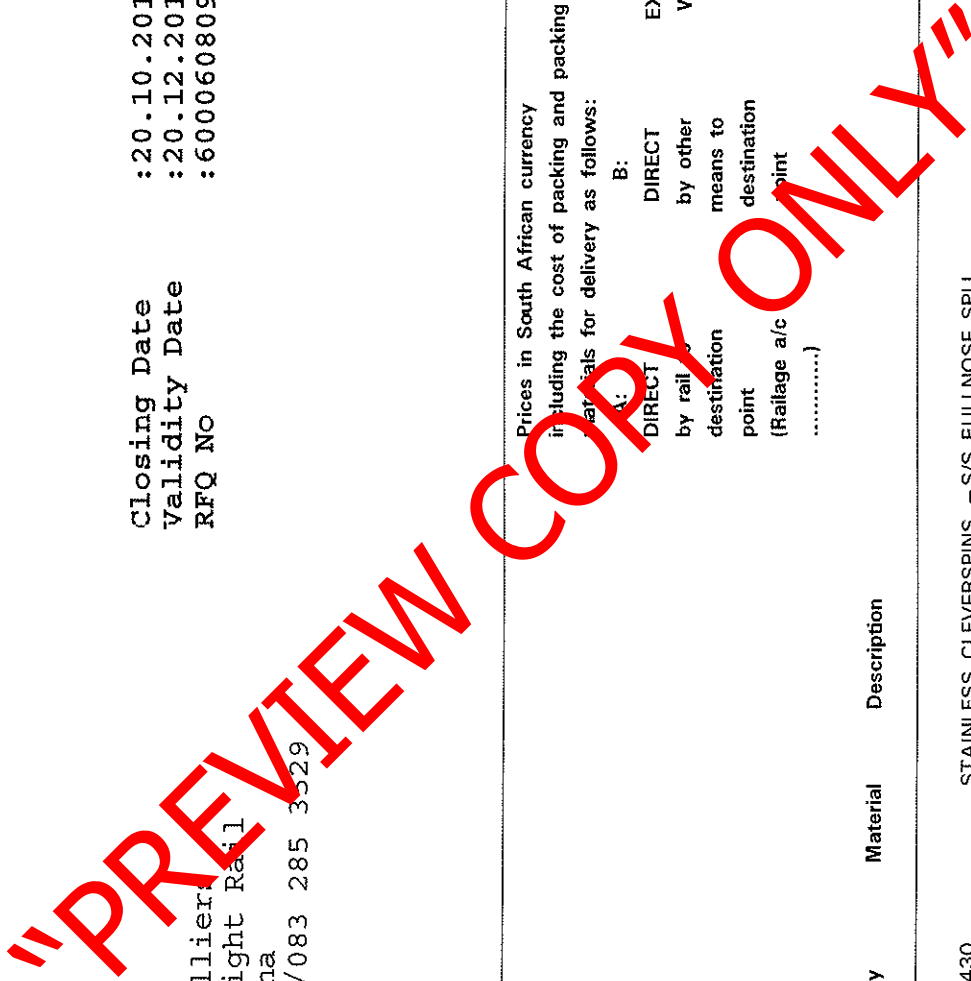 Closing Date :20.10.201
Validity Date :20.12.201
RFQ No :600060809
llier
ight Rail
na
/083 285 3529
Prices in South African currency
including the cost of packing and packing
materials for delivery as follows:
A: B:
DIRECT DIRECT EX
by rail by other
destination means to
point destination
(Railage a/c point
...........)
y Material Description
430 STAINLESS CLEVERSPINS – S/S FULLNOSE
"PREVIEW COPY ONLY"